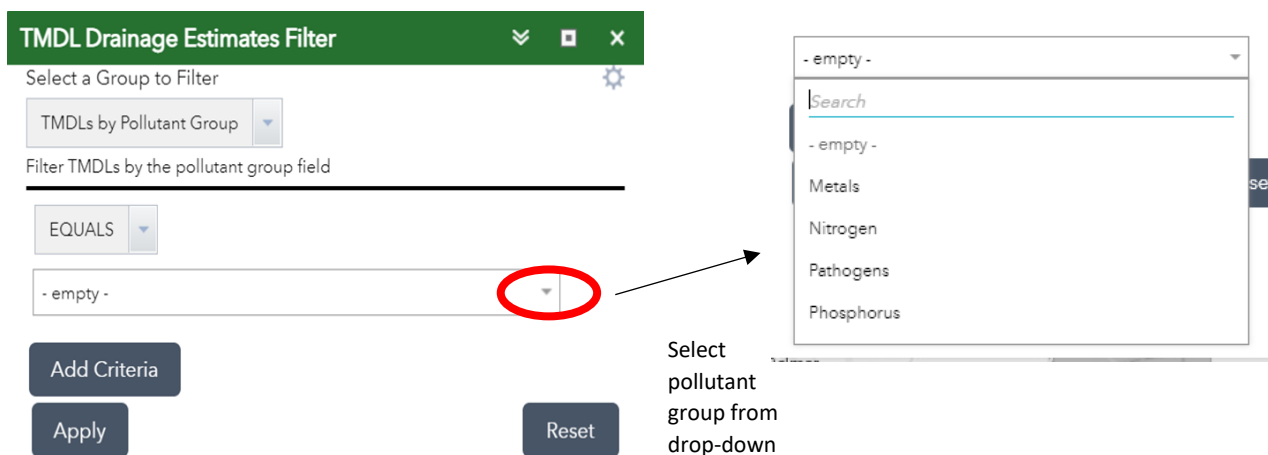 TMDL Drainage Estimates Filter
Select a Group to Filter
TMDLs by Pollutant Group
Filter TMDLs by the pollutant group field
EQUALS
- empty -
Add Criteria
Apply
Reset
Select
pollutant
group from
drop-down
- empty -
Search
- empty -
Metals
Nitrogen
Pathogens
Phosphorus
se